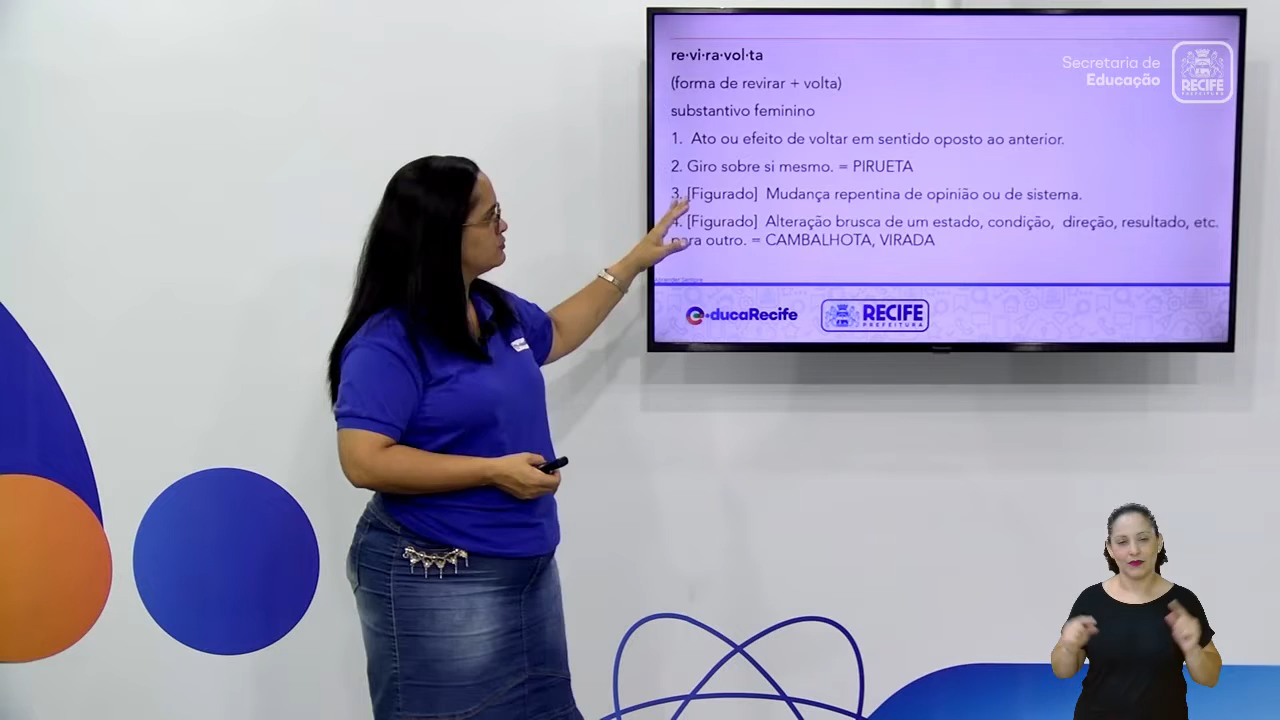 re·vi·ra·vol·ta
(forma de revirar + volta)
substantivo feminino
1. Ato ou efeito de voltar em sentido oposto ao anterior.
2. Giro sobre si mesmo. = PIRUETA
3. [Figurado] Mudança repentina de opinião ou de sistema.
4. [Figurado] Alteração brusca de um estado, condição, direção, resultado, etc.
para outro. = CAMBALHOTA, VIRADA
e·ducaRecife
RECIFE
PREFEITURA
Secretaria de
Educação
RECIFE
PREFEITURA